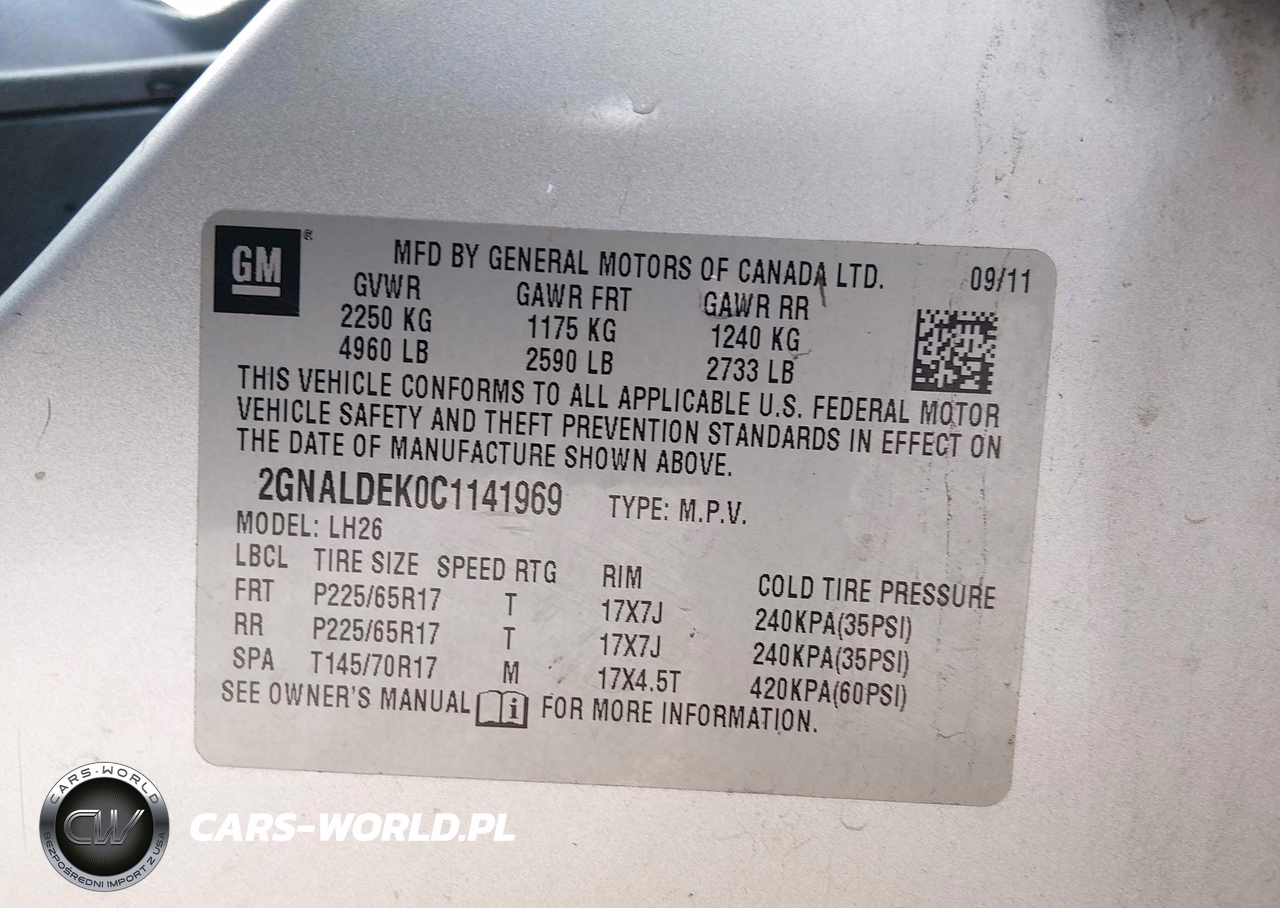 GM ®
MFD BY GENERAL MOTORS OF CANADA LTD. 09/11
GVWR GAWR FRT GAWR RR
2250 KG 1175 KG 1240 KG
4960 LB 2590 LB 2733 LB
THIS VEHICLE CONFORMS TO ALL APPLICABLE U.S. FEDERAL MOTOR
VEHICLE SAFETY AND THEFT PREVENTION STANDARDS IN EFFECT ON
THE DATE OF MANUFACTURE SHOWN ABOVE.
2GNALDEK0C1141969 TYPE: M.P.V.
MODEL: LH26
LBCL TIRE SIZE SPEED RTG RIM COLD TIRE PRESSURE
FRT P225/65R17 T 17X7J 240KPA(35PSI)
RR P225/65R17 T 17X7J 240KPA(35PSI)
SPA T145/70R17 M 17X4.5T 420KPA(60PSI)
SEE OWNER'S MANUAL i FOR MORE INFORMATION.
CARS-WORLD
CW
BEZPOŚREDNI IMPORT Z USA
CARS-WORLD.PL